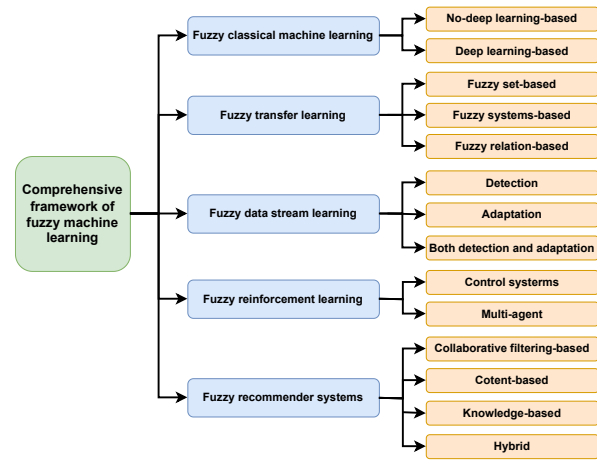 Comprehensive
framework of
fuzzy machine
learning
Fuzzy classical machine learning
No-deep learning-based
Deep learning-based
Fuzzy transfer learning
Fuzzy set-based
Fuzzy systems-based
Fuzzy relation-based
Fuzzy data stream learning
Detection
Adaptation
Both detection and adaptation
Fuzzy reinforcement learning
Control systerms
Multi-agent
Fuzzy recommender systems
Collaborative filtering-based
Cotent-based
Knowledge-based
Hybrid